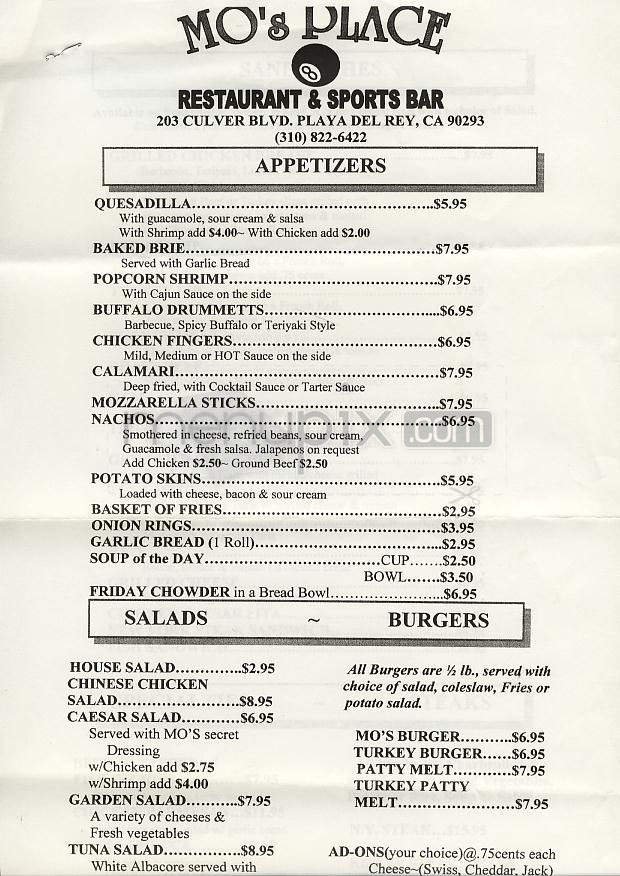 MO's PLACE
8
RESTAURANT & SPORTS BAR
203 CULVER BLVD. PLAYA DEL REY, CA 90293
(310) 822-6422
APPETIZERS
QUESADILLA..............................................$5.95
With guacamole, sour cream & salsa
With Shrimp add $4.00~ With Chicken add $2.00
BAKED BRIE................................................$7.95
Served with Garlic Bread
POPCORN SHRIMP........................................$7.95
With Cajun Sauce on the side
BUFFALO DRUMMETTS................................$6.95
Barbecue, Spicy Buffalo or Teriyaki Style
CHICKEN FINGERS.......................................$6.95
Mild, Medium or HOT Sauce on the side
CALAMARI..................................................$7.95
Deep fried, with Cocktail Sauce or Tarter Sauce
MOZZARELLA STICKS...................................$7.95
NACHOS......................................................$6.95
menupix.com
Smothered in cheese, refried beans, sour cream,
Guacamole & fresh salsa. Jalapenos on request
Add Chicken $2.50~ Ground Beef $2.50
POTATO SKINS.............................................$5.95
Loaded with cheese, bacon & sour cream
BASKET OF FRIES.........................................$2.95
ONION RINGS...............................................$3.95
GARLIC BREAD (1 Roll)..................................$2.95
SOUP of the DAY..................................CUP.......$2.50
BOWL.......$3.50
FRIDAY CHOWDER in a Bread Bowl......................$6.95
SALADS ~ BURGERS
HOUSE SALAD..............$2.95
CHINESE CHICKEN
SALAD........................$8.95
CAESAR SALAD............$6.95
Served with MO'S secret
Dressing
w/Chicken add $2.75
w/Shrimp add $4.00
GARDEN SALAD...........$7.95
A variety of cheeses &
Fresh vegetables
TUNA SALAD................$8.95
White Albacore served with
All Burgers are ½ lb., served with
choice of salad, coleslaw, Fries or
potato salad.
MO'S BURGER..........$6.95
TURKEY BURGER......$6.95
PATTY MELT............$7.95
TURKEY PATTY
MELT.......................$7.95
AD-ONS(your choice)@.75cents each
Cheese~(Swiss, Cheddar, Jack)